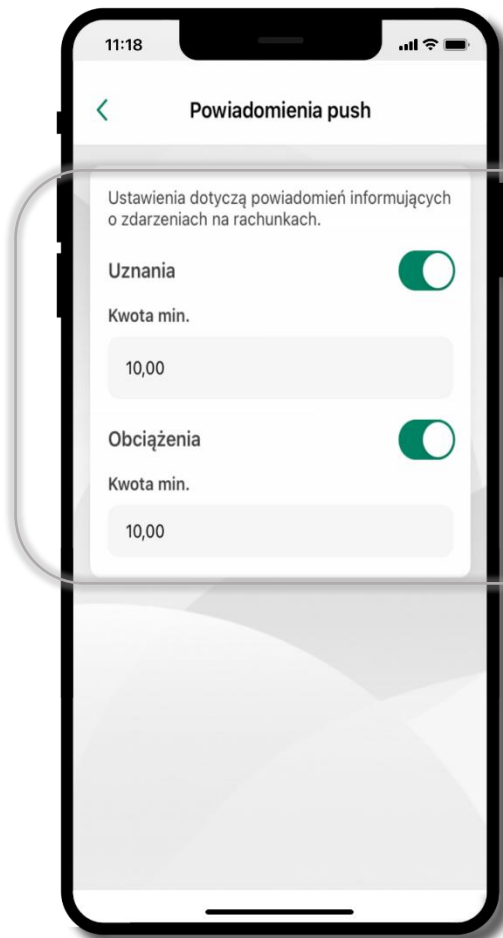 11:18
Powiadomienia push
Ustawienia dotyczą powiadomień informujących
o zdarzeniach na rachunkach.
Uznania
Kwota min.
10,00
Obciążenia
Kwota min.
10,00